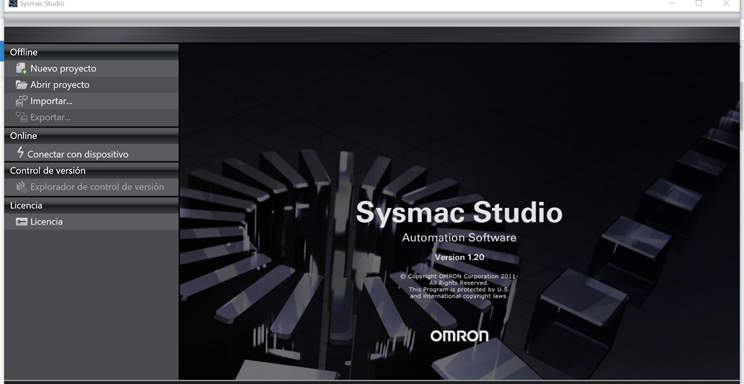 Sysmac Studio
Offline
Nuevo proyecto
Abrir proyecto
Importar...
Exportar...
Online
Conectar con dispositivo
Control de versión
Explorador de control de versión
Licencia
Licencia
Sysmac Studio
Automation Software
Version 1.20
© Copyright OMRON Corporation 2011-
All Rights Reserved.
This Program is protected by U.S.
and international copyright laws.
OMRON